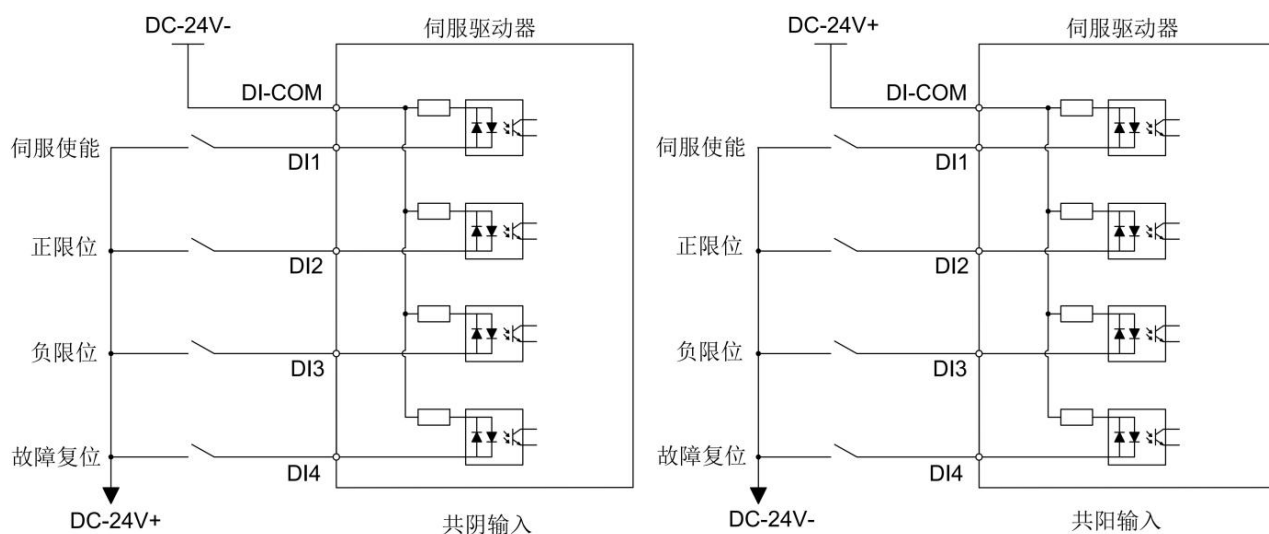 DC-24V-
伺服驱动器
DI-COM
伺服使能
DI1
正限位
DI2
负限位
DI3
故障复位
DI4
DC-24V+
共阴输入
DC-24V+
伺服驱动器
DI-COM
伺服使能
DI1
正限位
DI2
负限位
DI3
故障复位
DI4
DC-24V-
共阳输入